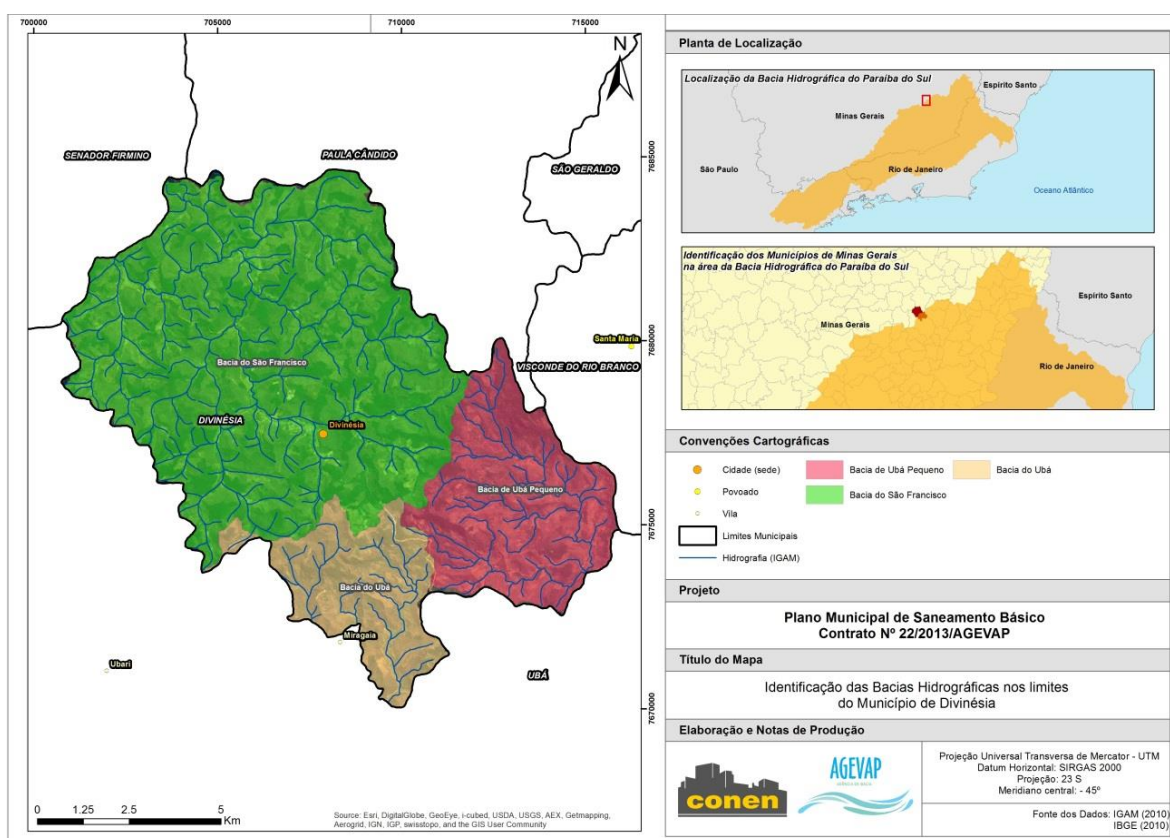 700000
705000
710000
715000
N
SENADOR FIRMINO
PAULA CÂNDIDO
SÃO GERALDO
7685000
Santa Maria
7680000
VISCONDE DO RIO BRANCO
Bacia do São Francisco
DIVINÉSIA
Divinésia
Bacia de Ubá Pequeno
7675000
Bacia do Ubá
Miragaia
Ubari
UBÁ
7670000
0 1.25 2.5 5
Km
Source: Esri, DigitalGlobe, GeoEye, i-cubed, USDA, USGS, AEX, Getmapping,
Aerogrid, IGN, IGP, swisstopo, and the GIS User Community
Planta de Localização
Localização da Bacia Hidrográfica do Paraíba do Sul
Espírito Santo
Minas Gerais
São Paulo
Rio de Janeiro
Oceano Atlântico
Identificação dos Municípios de Minas Gerais
na área da Bacia Hidrográfica do Paraíba do Sul
Espírito Santo
Minas Gerais
Rio de Janeiro
Convenções Cartográficas
Cidade (sede)
Povoado
Vila
Limites Municipais
Hidrografia (IGAM)
Bacia de Ubá Pequeno
Bacia do Ubá
Bacia do São Francisco
Projeto
Plano Municipal de Saneamento Básico
Contrato Nº 22/2013/AGEVAP
Título do Mapa
Identificação das Bacias Hidrográficas nos limites
do Município de Divinésia
Elaboração e Notas de Produção
conen
AGEVAP
Projeção Universal Transversa de Mercator - UTM
Datum Horizontal: SIRGAS 2000
Projeção: 23 S
Meridiano central: - 45º
Fonte dos Dados: IGAM (2010)
IBGE (2010)